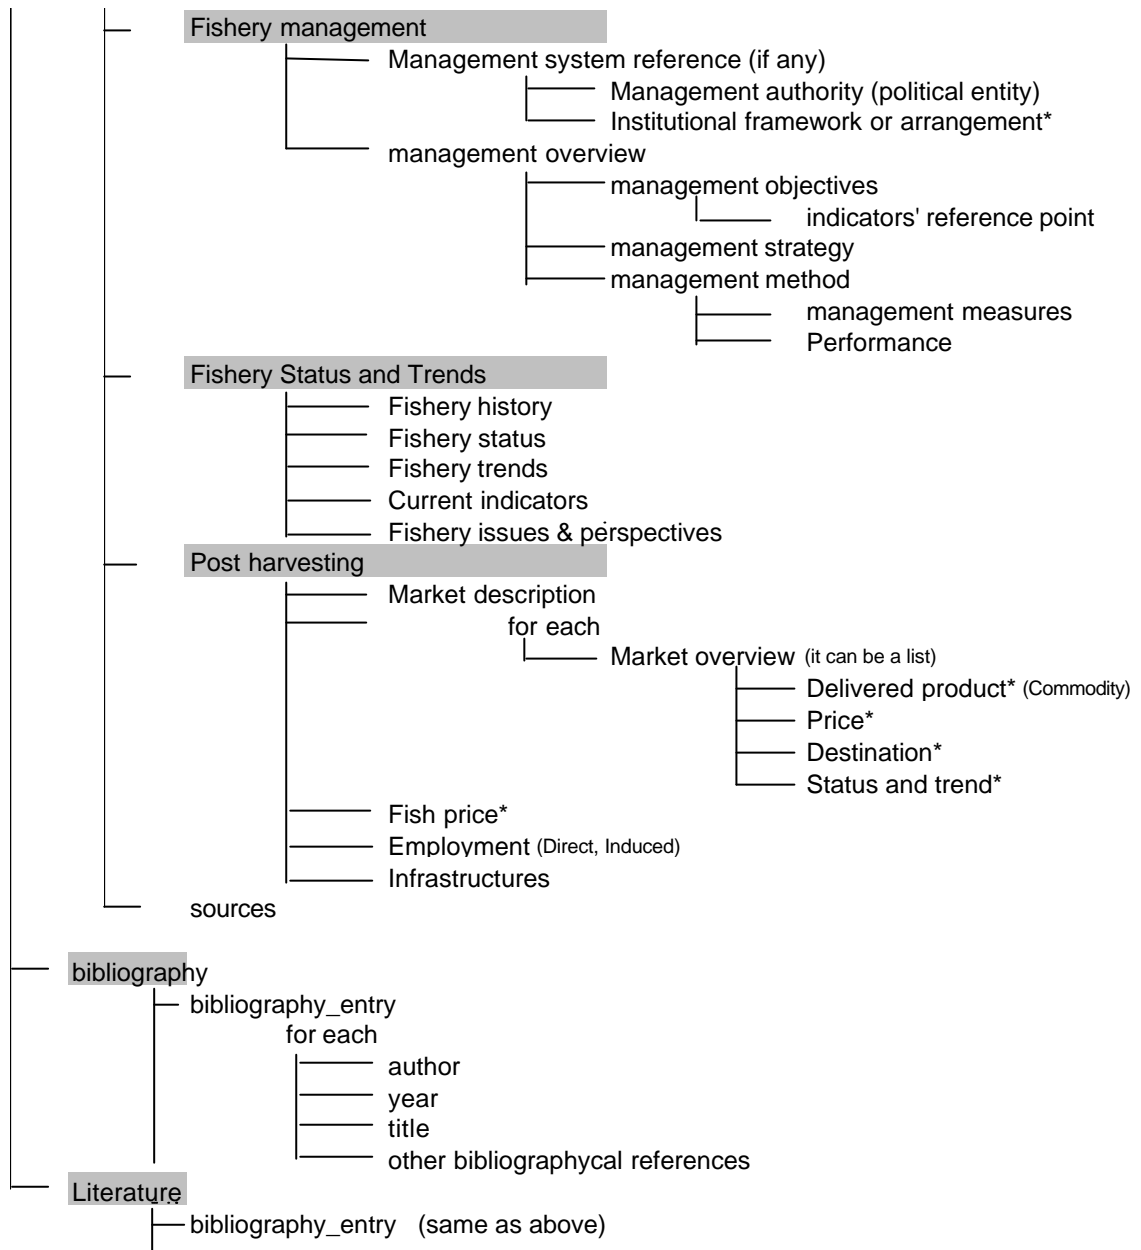 Fishery management
Management system reference (if any)
Management authority (political entity)
Institutional framework or arrangement*
management overview
management objectives
indicators' reference point
management strategy
management method
management measures
Performance
Fishery Status and Trends
Fishery history
Fishery status
Fishery trends
Current indicators
Fishery issues & perspectives
Post harvesting
Market description
for each
Market overview (it can be a list)
Delivered product* (Commodity)
Price*
Destination*
Status and trend*
Fish price*
Employment (Direct, Induced)
Infrastructures
sources
bibliography
bibliography_entry
for each
author
year
title
other bibliographycal references
Literature
bibliography_entry (same as above)